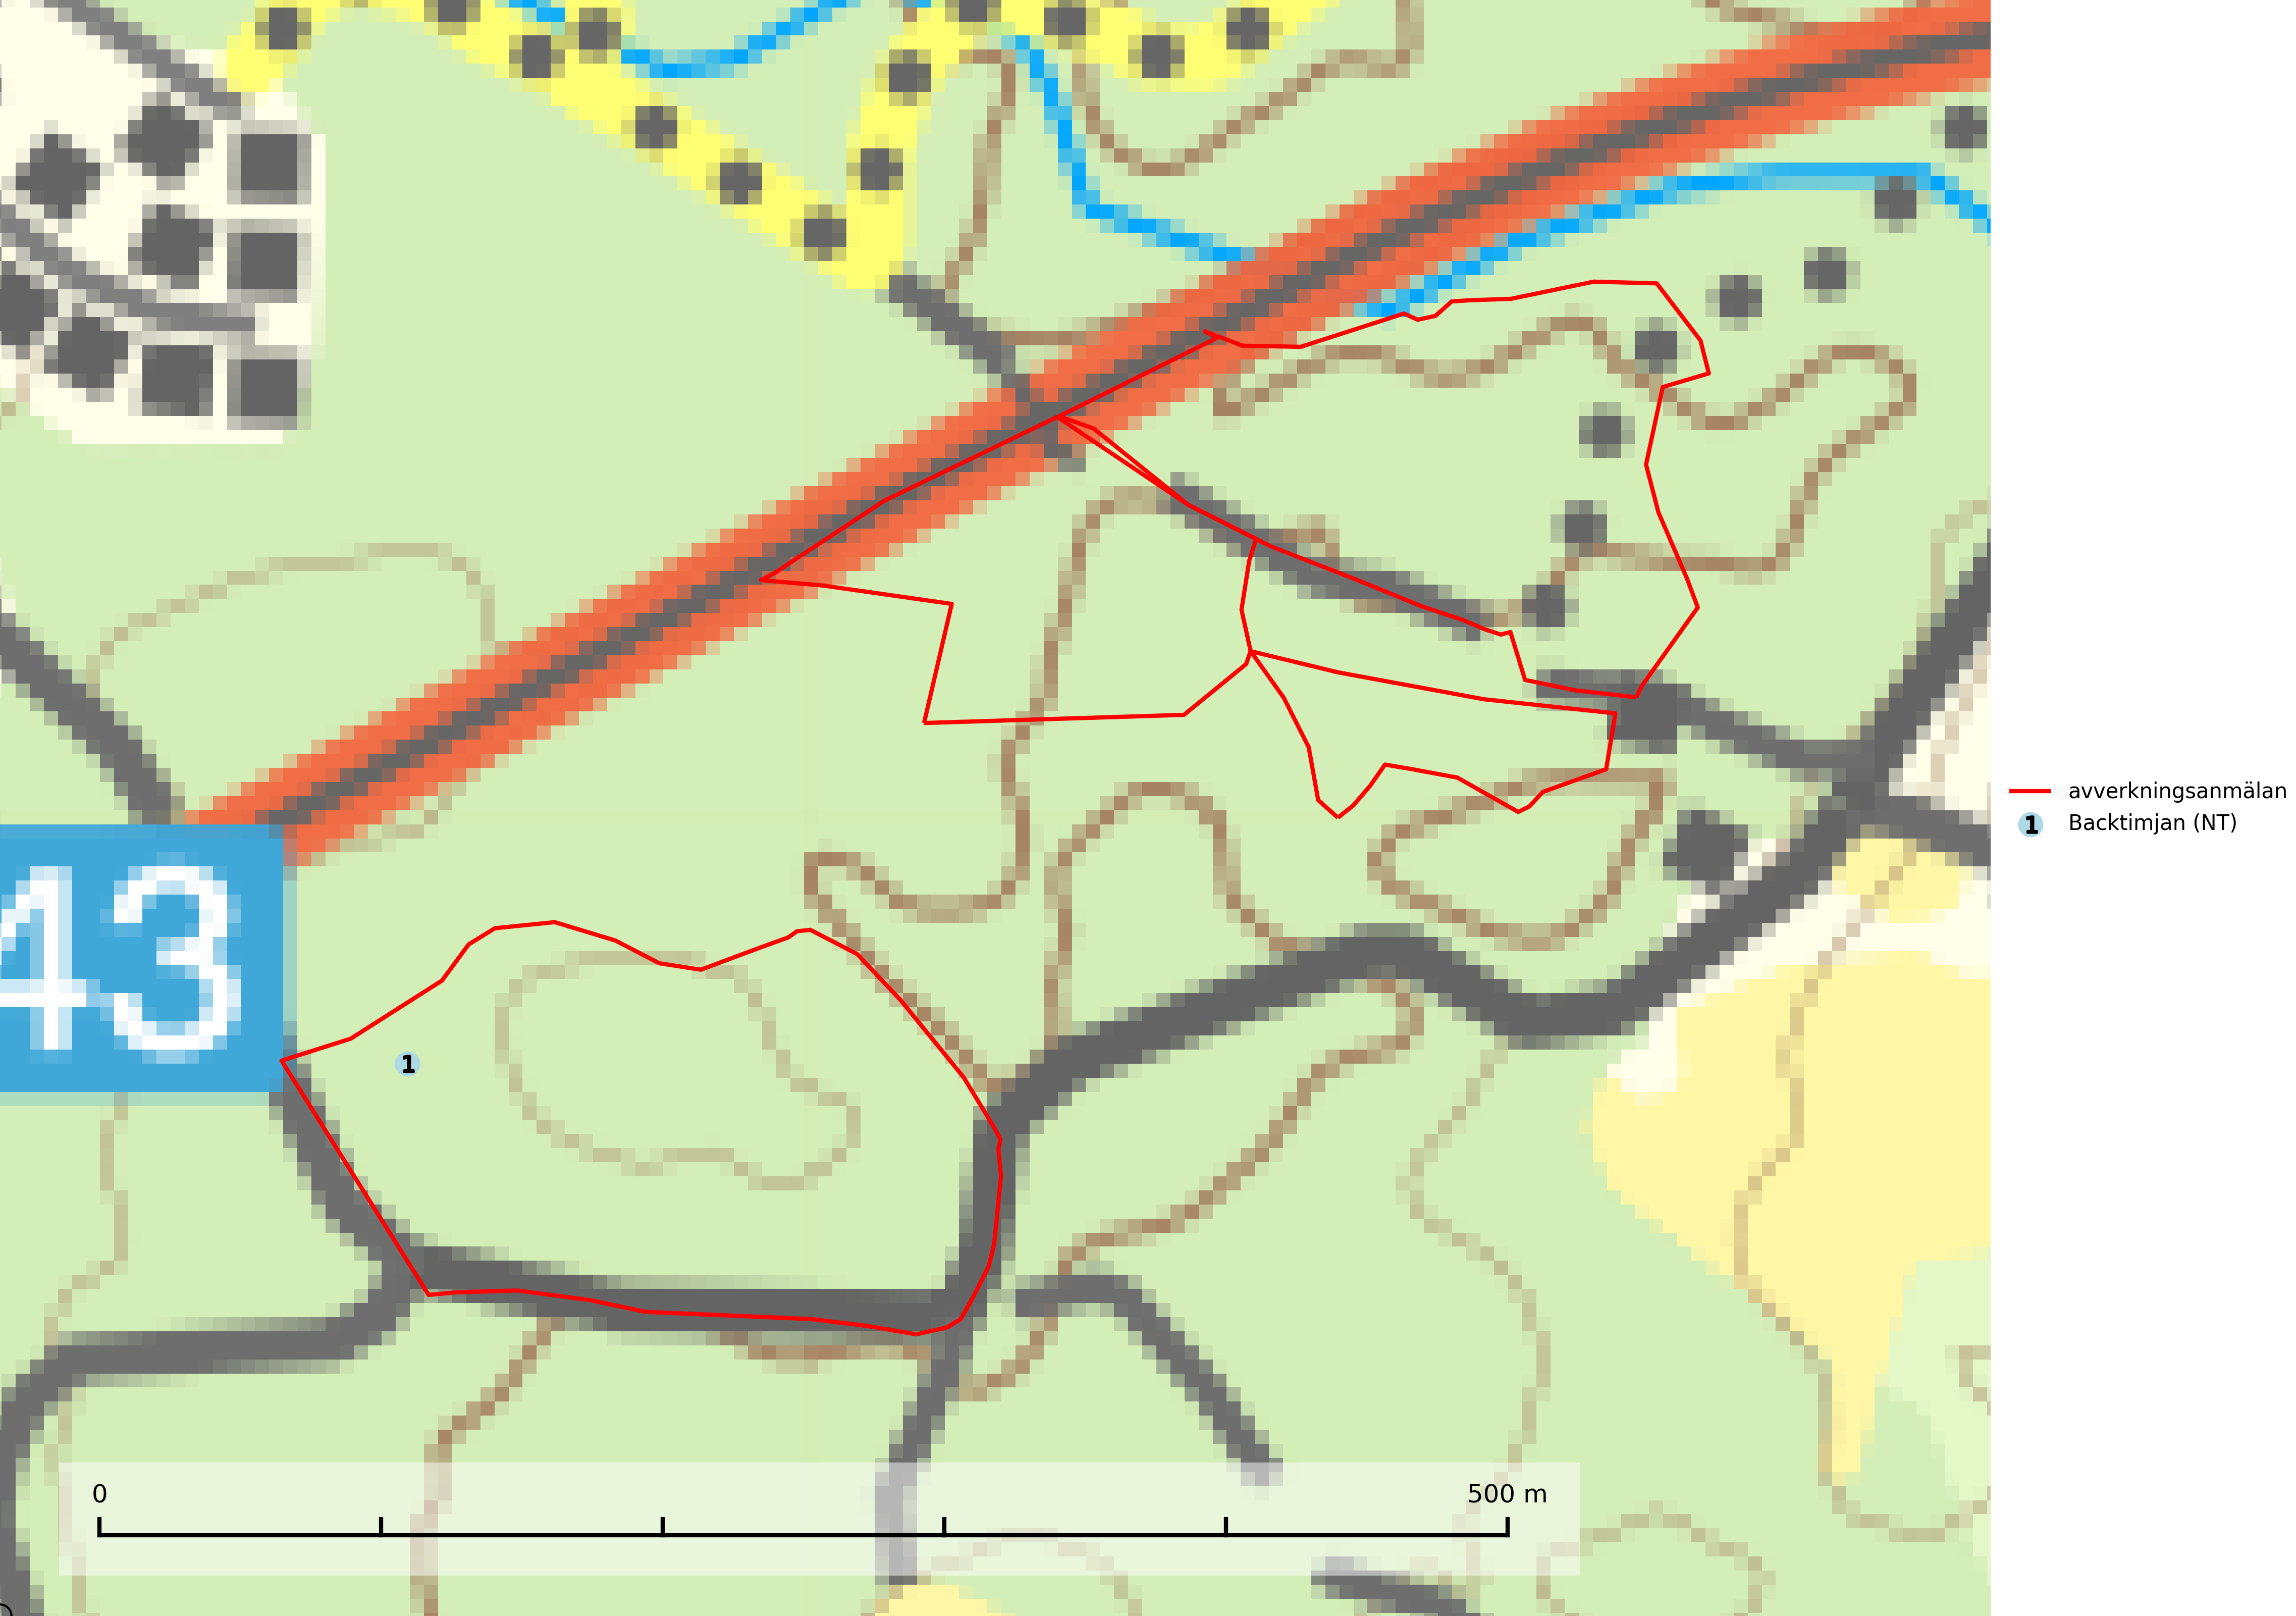 43
avverkningsanmälan
1 Backtimjan (NT)
1
0 500 m